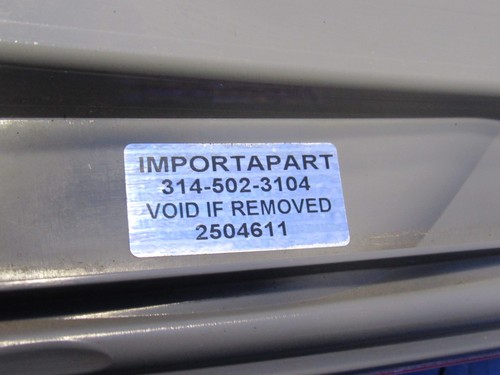 IMPORTAPART
314-502-3104
VOID IF REMOVED
2504611